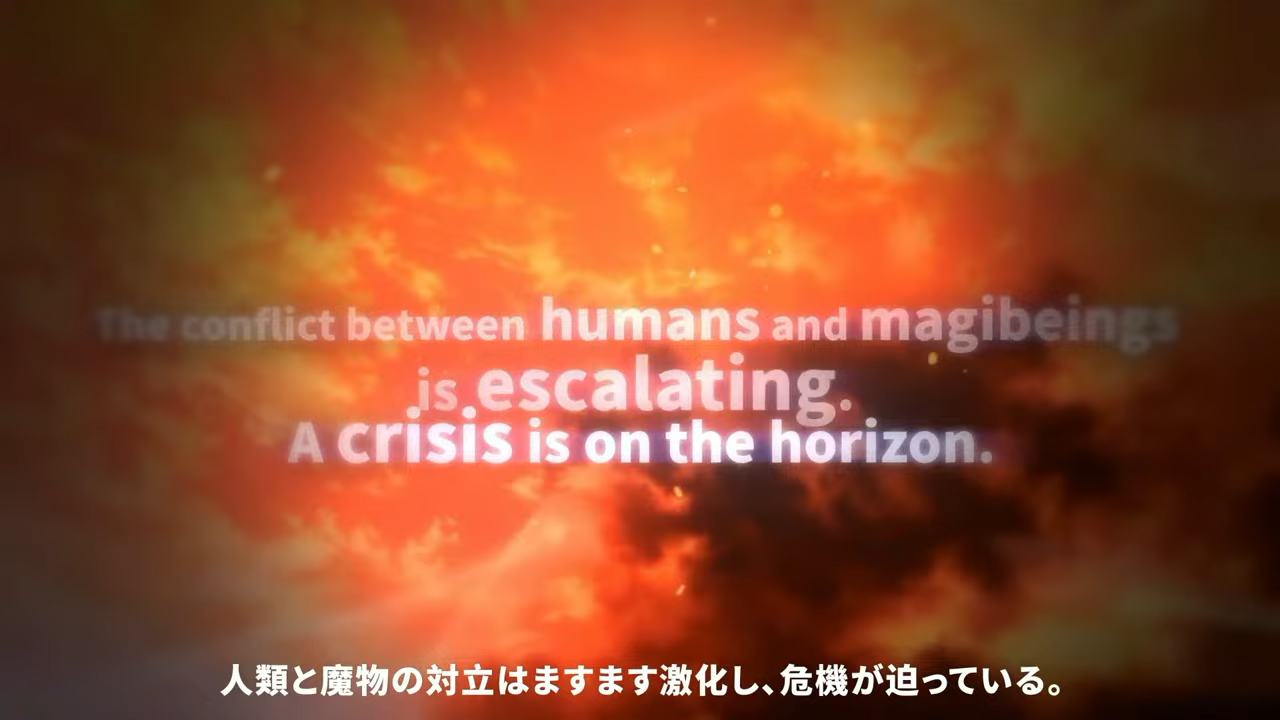 The conflict between humans and magibeings
is escalating.
A crisis is on the horizon.
人類と魔物の対立はますます激化し、危機が迫っている。